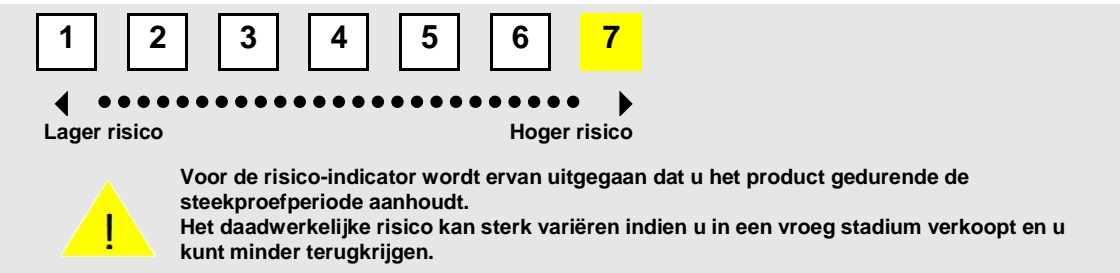 1 2 3 4 5 6 7
Lager risico Hoger risico
Voor de risico-indicator wordt ervan uitgegaan dat u het product gedurende de
steekproefperiode aanhoudt.
!
Het daadwerkelijke risico kan sterk variëren indien u in een vroeg stadium verkoopt en u
kunt minder terugkrijgen.